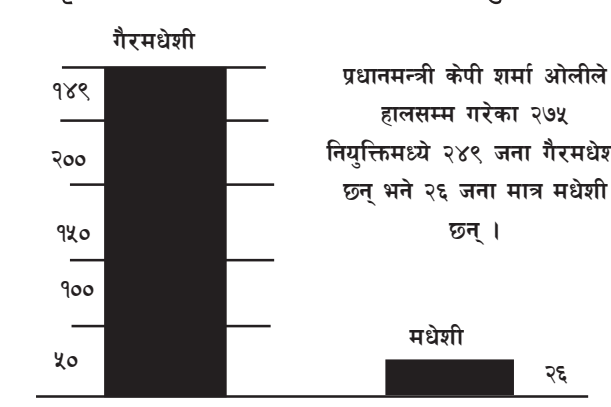 गैरमधेशी
१४९
२००
१५०
१००
५०
प्रधानमन्त्री केपी शर्मा ओलीले
हालसम्म गरेका २७५
नियुक्तिमध्ये २४९ जना गैरमधेश
छन् भने २६ जना मात्र मधेशी
छन् ।
मधेशी
२६